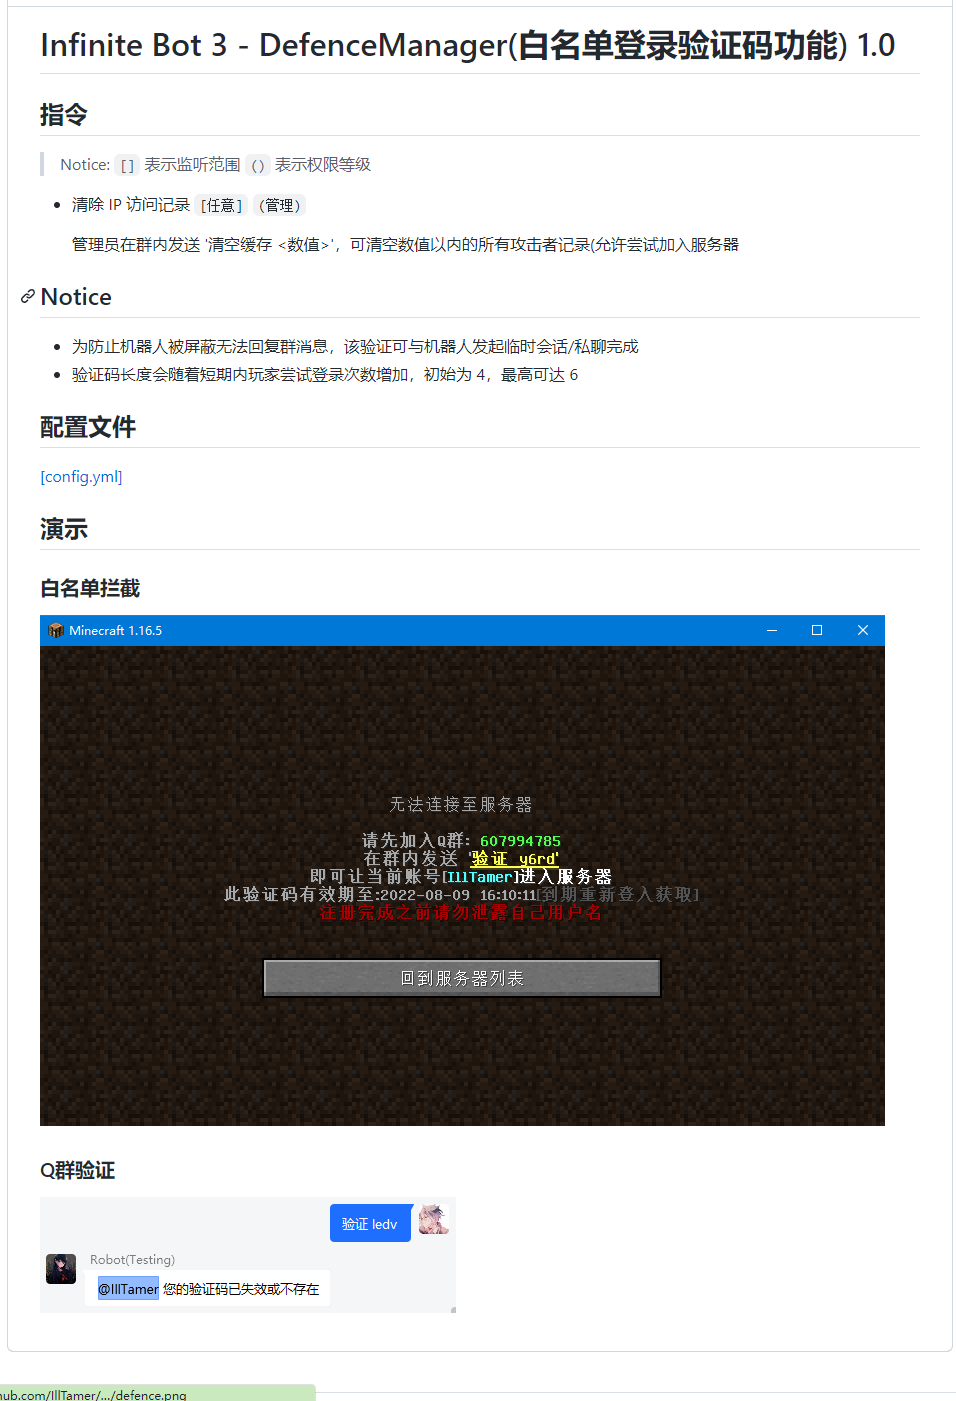 Infinite Bot 3 - DefenceManager(白名单登录验证码功能) 1.0
指令
Notice: [] 表示监听范围 () 表示权限等级
清除 IP 访问记录 [任意] (管理)
管理员在群内发送 '清空缓存 <数值>'，可清空数值以内的所有攻击者记录(允许尝试加入服务器
Notice
为防止机器人被屏蔽无法回复群消息，该验证可与机器人发起临时会话/私聊完成
验证码长度会随着短期内玩家尝试登录次数增加，初始为 4，最高可达 6
配置文件
[config.yml]
演示
白名单拦截
Minecraft 1.16.5
无法连接至服务器
请先加入Q群: 607994785
在群内发送 '验证 y6rd'
即可让当前账号[IllTamer]进入服务器
此验证码有效期至:2022-08-09 16:10:11[到期重新登入获取]
注册完成之前请勿泄露自己用户名
回到服务器列表
Q群验证
验证 ledv
Robot(Testing)
@IllTamer 您的验证码已失效或不存在
hub.com/IllTamer/.../defence.png